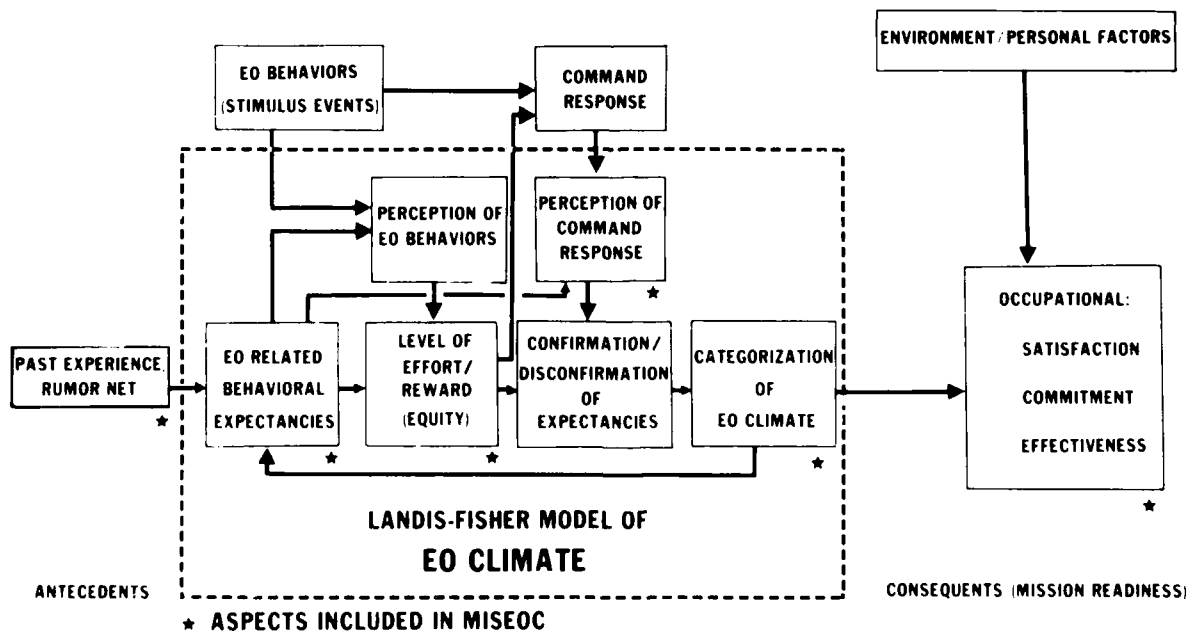 ENVIRONMENT/PERSONAL FACTORS
EO BEHAVIORS
(STIMULUS EVENTS)
COMMAND
RESPONSE
PERCEPTION OF
EO BEHAVIORS
PERCEPTION OF
COMMAND
RESPONSE
★
PAST EXPERIENCE,
RUMOR NET
★
EO RELATED
BEHAVIORAL
EXPECTANCIES
★
LEVEL OF
EFFORT/
REWARD
(EQUITY)
★
CONFIRMATION/
DISCONFIRMATION
OF
EXPECTANCIES
CATEGORIZATION
OF
EO CLIMATE
★
OCCUPATIONAL:
SATISFACTION
COMMITMENT
EFFECTIVENESS
★
LANDIS-FISHER MODEL OF
EO CLIMATE
ANTECEDENTS
CONSEQUENTS (MISSION READINESS)
★ ASPECTS INCLUDED IN MISEOC